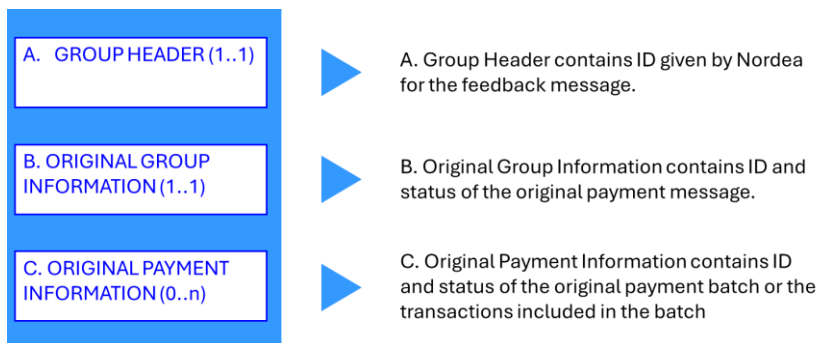 A. GROUP HEADER (1..1)
A. Group Header contains ID given by Nordea
for the feedback message.
B. ORIGINAL GROUP
INFORMATION (1..1)
B. Original Group Information contains ID and
status of the original payment message.
C. ORIGINAL PAYMENT
INFORMATION (0..n)
C. Original Payment Information contains ID
and status of the original payment batch or the
transactions included in the batch